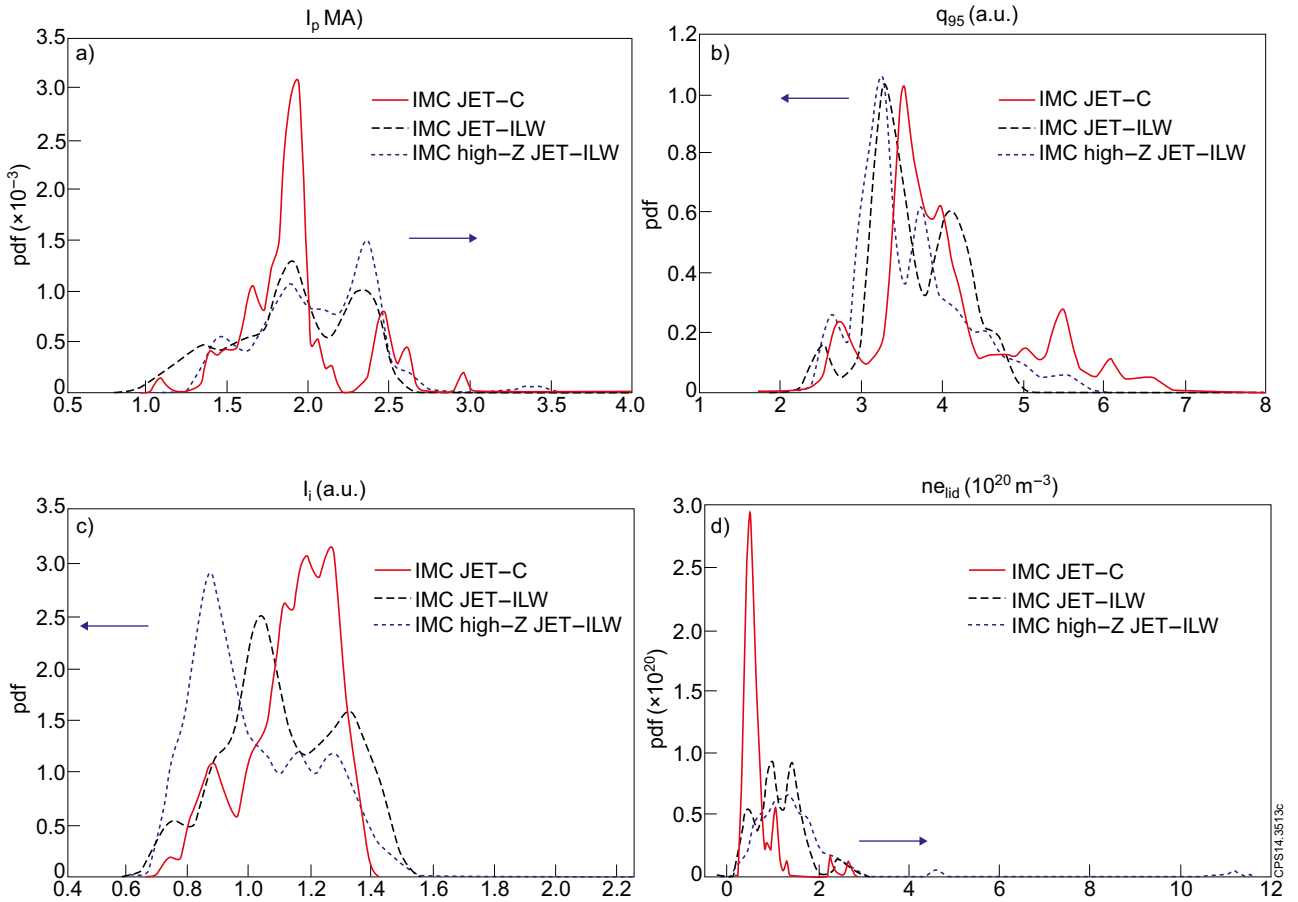 I_p MA)
a)
pdf (×10⁻³)
3.5
3.0
2.5
2.0
1.5
1.0
0.5
0
0.5 1.0 1.5 2.0 2.5 3.0 3.5 4.0
IMC JET–C
IMC JET–ILW
IMC high–Z JET–ILW
q₉₅ (a.u.)
b)
pdf
1.2
1.0
0.8
0.6
0.4
0.2
0
1 2 3 4 5 6 7 8
IMC JET–C
IMC JET–ILW
IMC high–Z JET–ILW
l_i (a.u.)
c)
pdf
3.5
3.0
2.5
2.0
1.5
1.0
0.5
0
0.4 0.6 0.8 1.0 1.2 1.4 1.6 1.8 2.0 2.2
IMC JET–C
IMC JET–ILW
IMC high–Z JET–ILW
ne_lid (10²⁰ m⁻³)
d)
pdf (×10²⁰)
3.0
2.5
2.0
1.5
1.0
0.5
0
0 2 4 6 8 10 12
IMC JET–C
IMC JET–ILW
IMC high–Z JET–ILW
CPS14.3513c